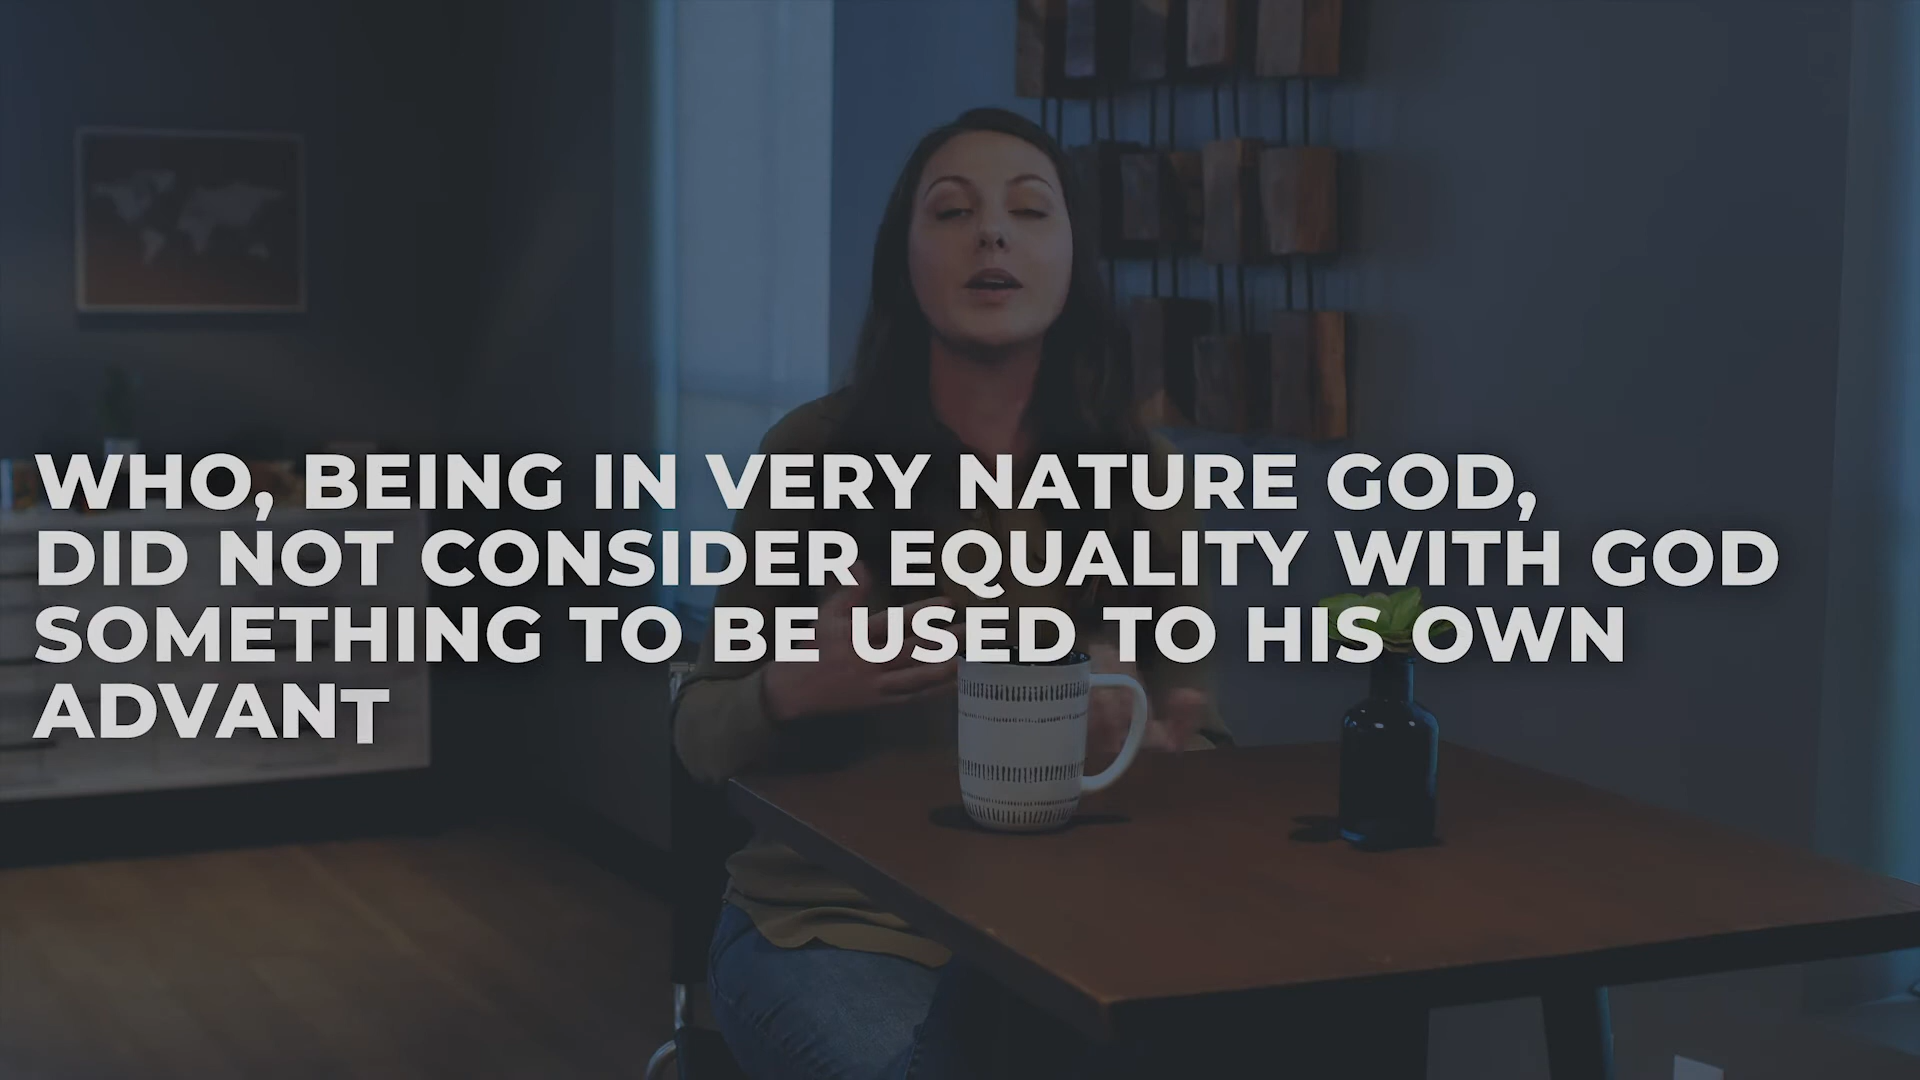 WHO, BEING IN VERY NATURE GOD,
DID NOT CONSIDER EQUALITY WITH GOD
SOMETHING TO BE USED TO HIS OWN
ADVANT